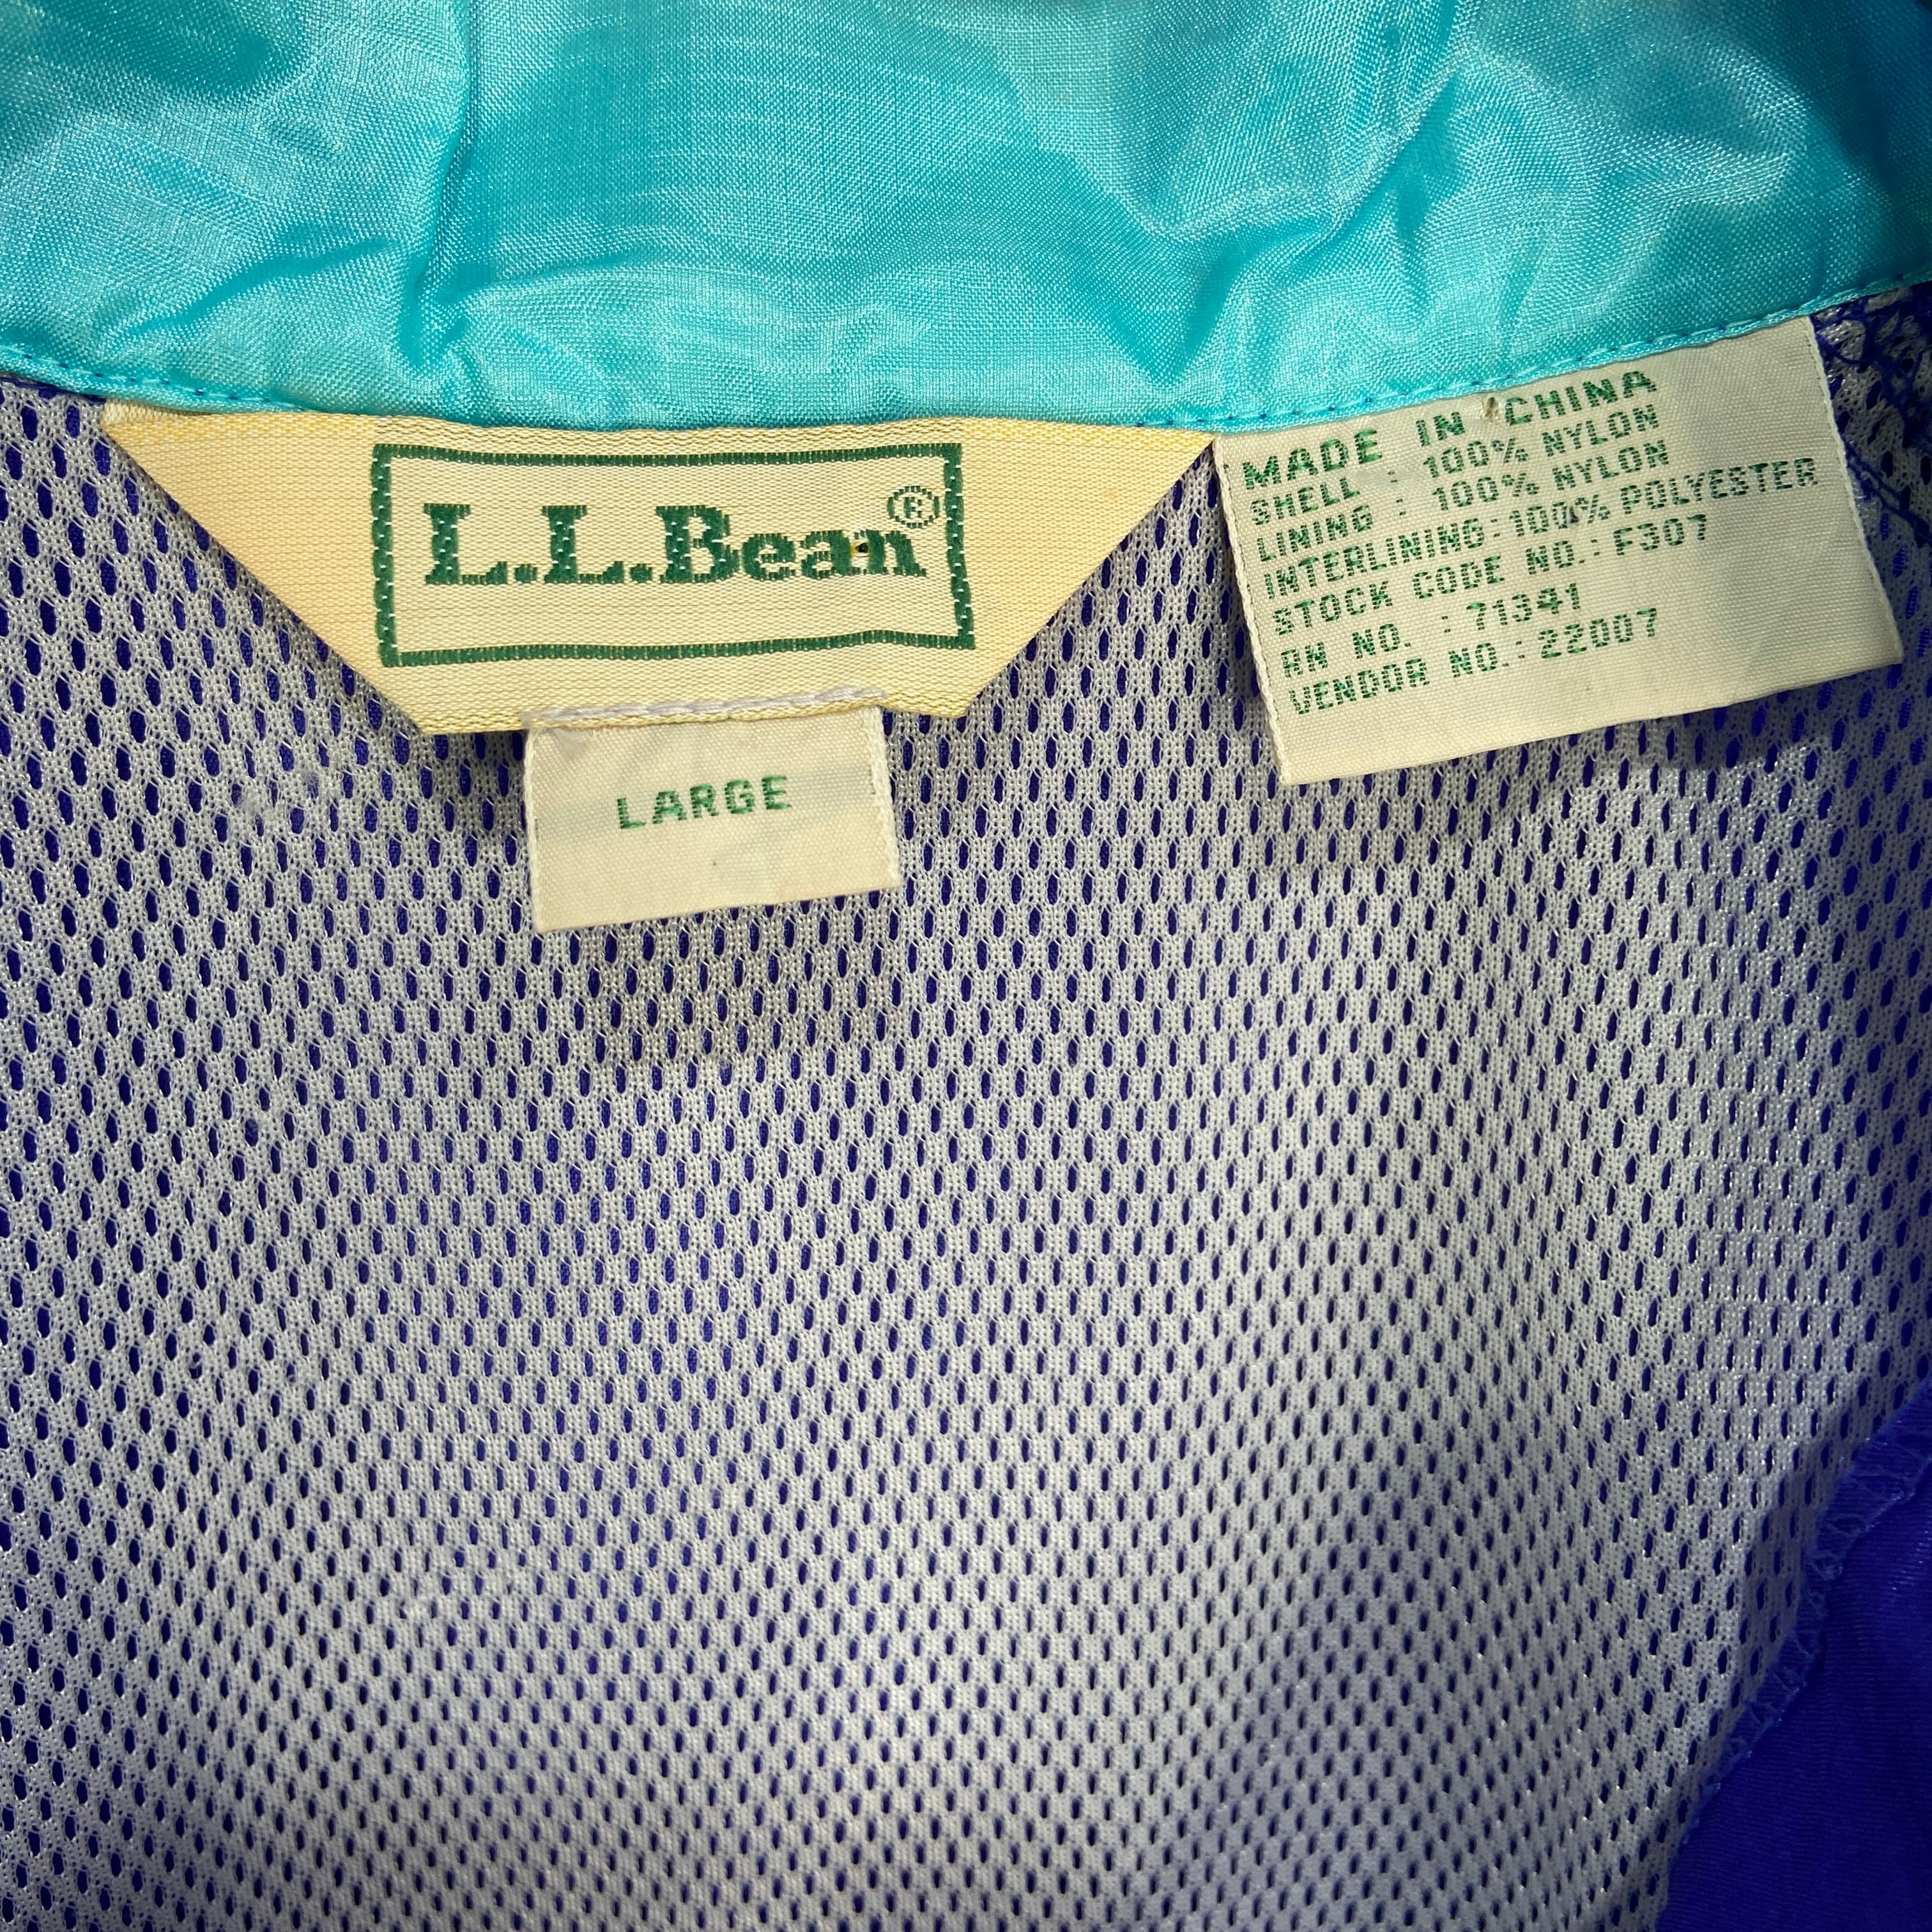 L.L.Bean®
LARGE
MADE IN CHINA
SHELL : 100% NYLON
LINING : 100% NYLON
INTERLINING:100% POLYESTER
STOCK CODE NO.: F307
RN NO. : 71341
VENDOR NO.: 22007